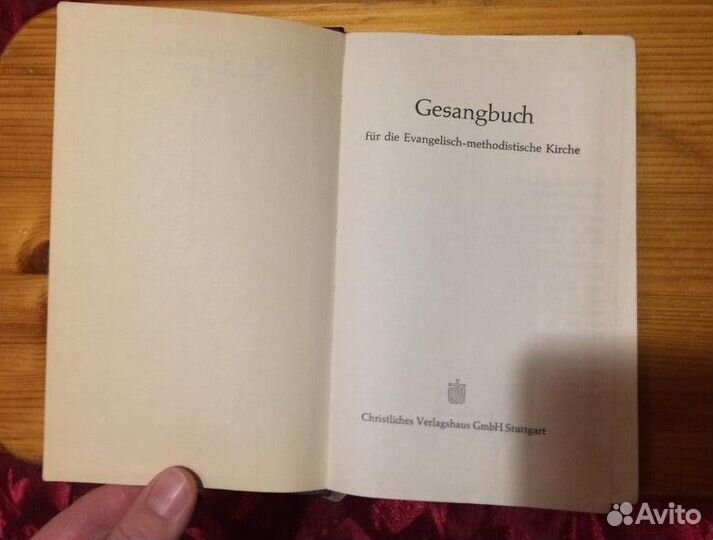 Gesangbuch
für die Evangelisch-methodistische Kirche
Christliches Verlagshaus GmbH Stuttgart
Avito